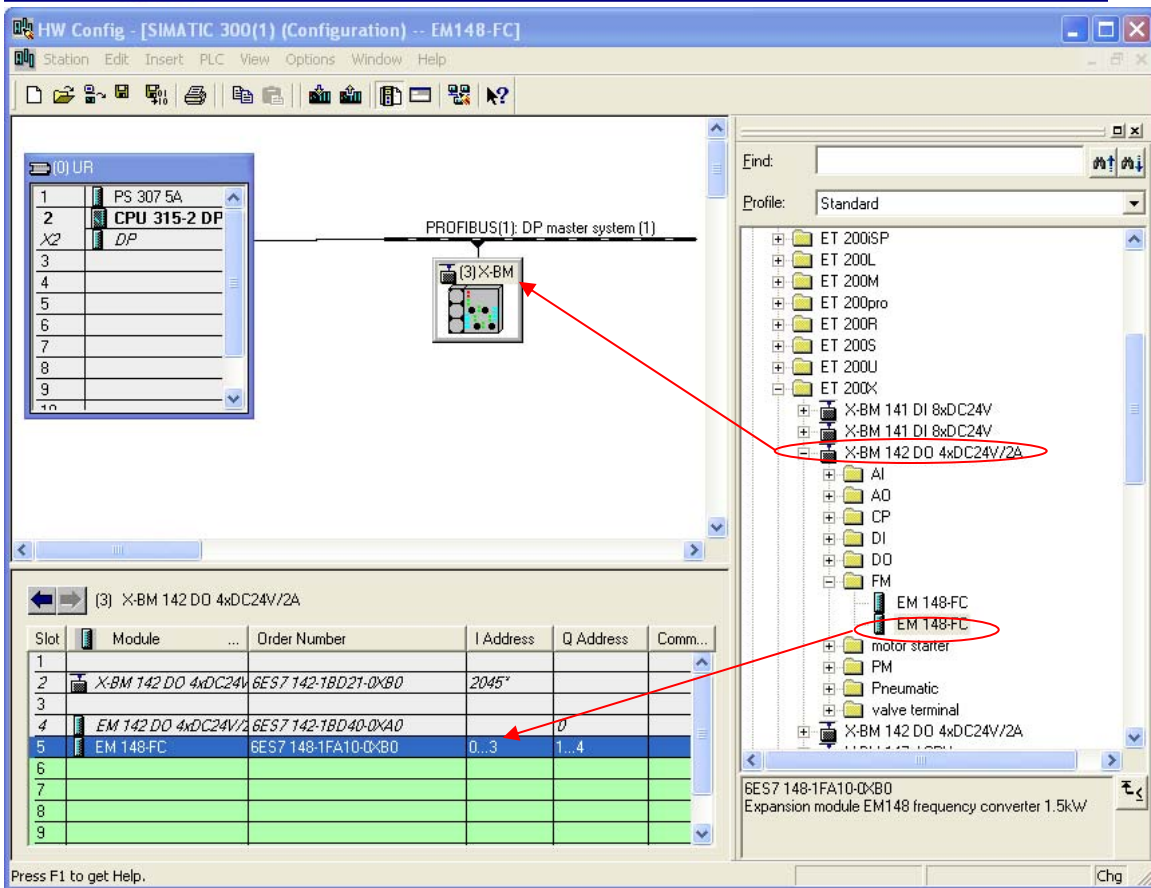 HW Config - [SIMATIC 300(1) (Configuration) -- EM148-FC]
Station Edit Insert PLC View Options Window Help
(0) UR
1 PS 307 5A
2 CPU 315-2 DP
X2 DP
3
4
5
6
7
8
9
10
PROFIBUS(1): DP master system (1)
(3) X-BM
Find:
Profile: Standard
ET 200iSP
ET 200L
ET 200M
ET 200pro
ET 200R
ET 200S
ET 200U
ET 200X
X-BM 141 DI 8xDC24V
X-BM 141 DI 8xDC24V
X-BM 142 DO 4xDC24V/2A
AI
AO
CP
DI
DO
FM
EM 148-FC
EM 148-FC
motor starter
PM
Pneumatic
valve terminal
X-BM 142 DO 4xDC24V/2A
(3) X-BM 142 DO 4xDC24V/2A
Slot Module ... Order Number I Address Q Address Comm...
1
2 X-BM 142 DO 4xDC24V 6ES7 142-1BD21-0XB0 2045*
3
4 EM 142 DO 4xDC24V/2 6ES7 142-1BD40-0XA0 0
5 EM 148-FC 6ES7 148-1FA10-0XB0 0...3 1...4
6
7
8
9
6ES7 148-1FA10-0XB0
Expansion module EM148 frequency converter 1.5kW
Press F1 to get Help.
Chg